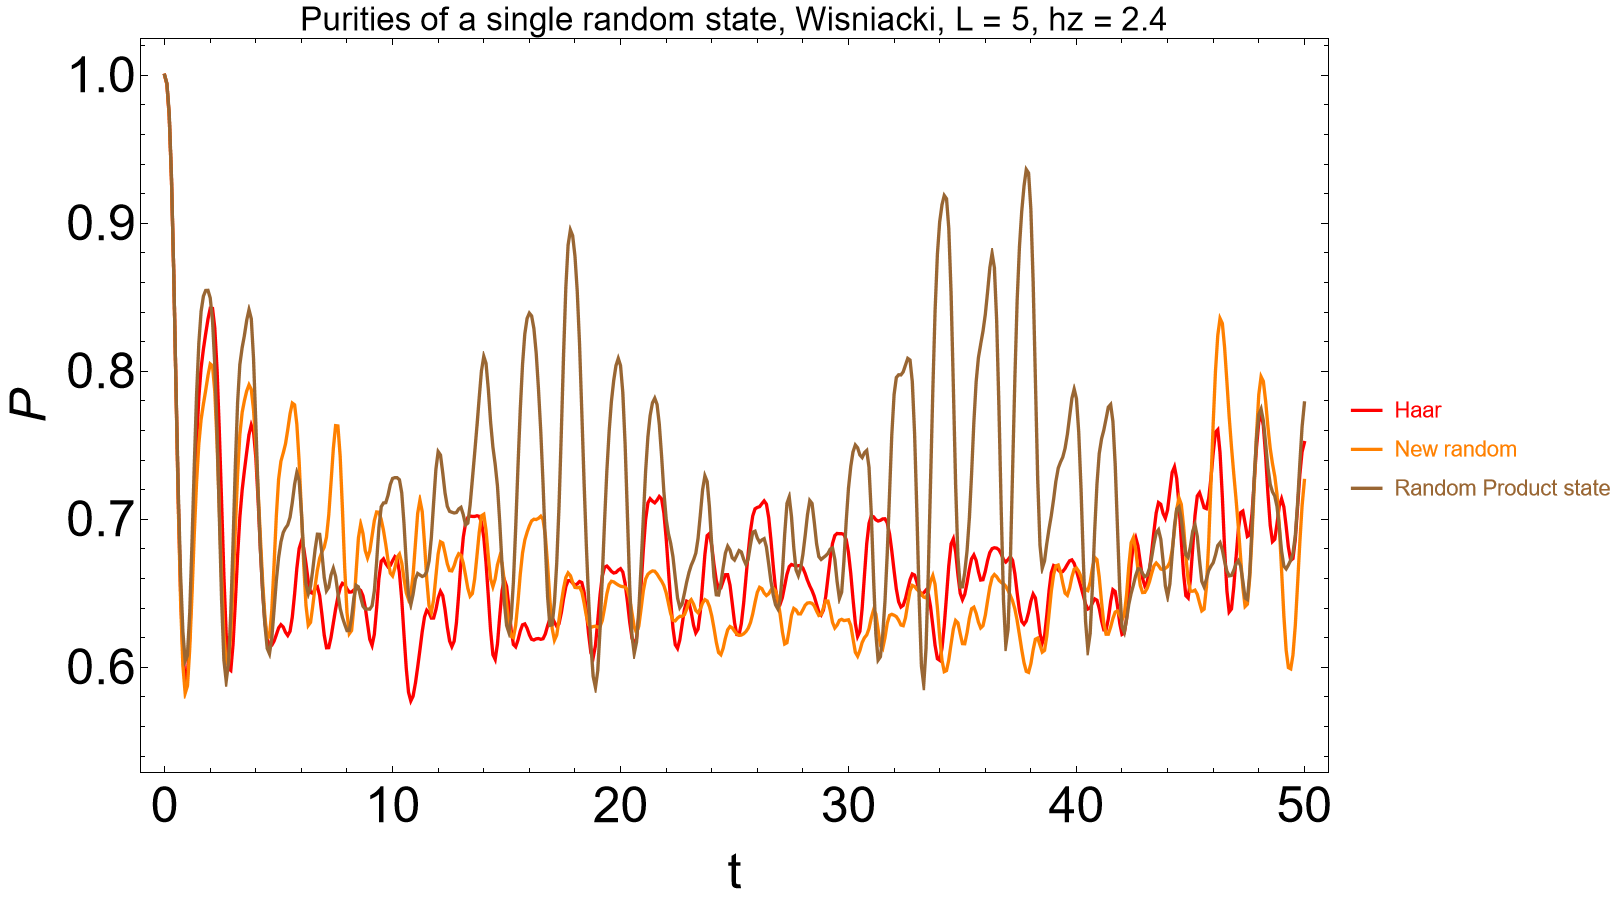 Purities of a single random state, Wisniacki, L = 5, hz = 2.4
1.0
0.9
0.8
0.7
0.6
P
0 10 20 30 40 50
t
Haar
New random
Random Product state